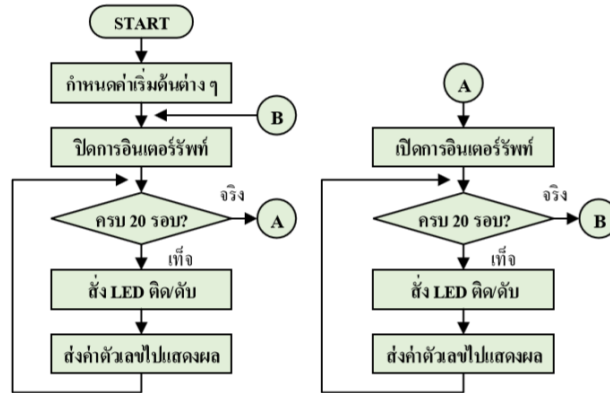 START
กำหนดค่าเริ่มต้นต่าง ๆ
B
ปิดการอินเตอร์รัพท์
จริง
ครบ 20 รอบ?
A
เท็จ
สั่ง LED ติด/ดับ
ส่งค่าตัวเลขไปแสดงผล
A
เปิดการอินเตอร์รัพท์
จริง
ครบ 20 รอบ?
B
เท็จ
สั่ง LED ติด/ดับ
ส่งค่าตัวเลขไปแสดงผล